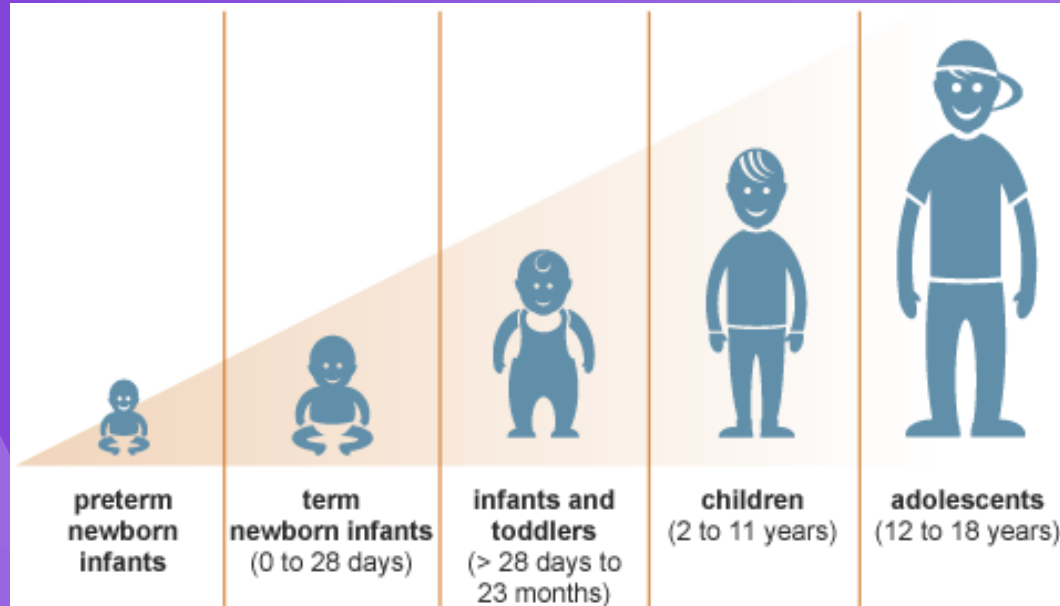 preterm
newborn
infants
term
newborn infants
(0 to 28 days)
infants and
toddlers
(> 28 days to
23 months)
children
(2 to 11 years)
adolescents
(12 to 18 years)